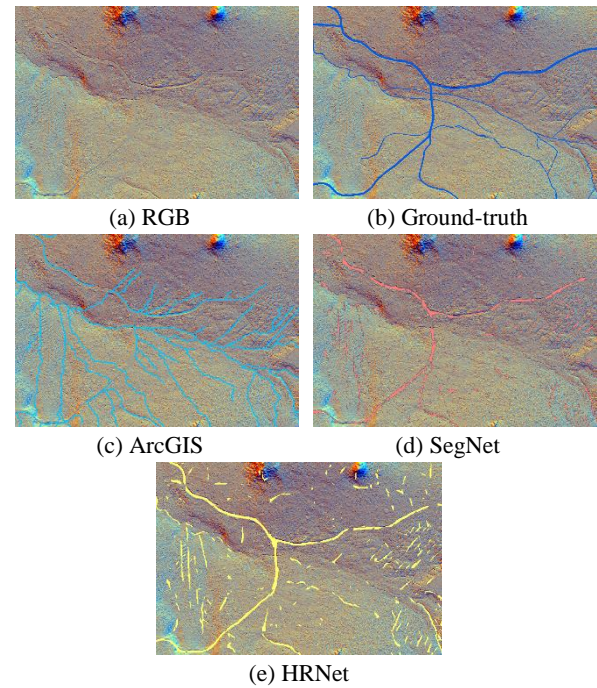 (a) RGB
(b) Ground-truth
(c) ArcGIS
(d) SegNet
(e) HRNet